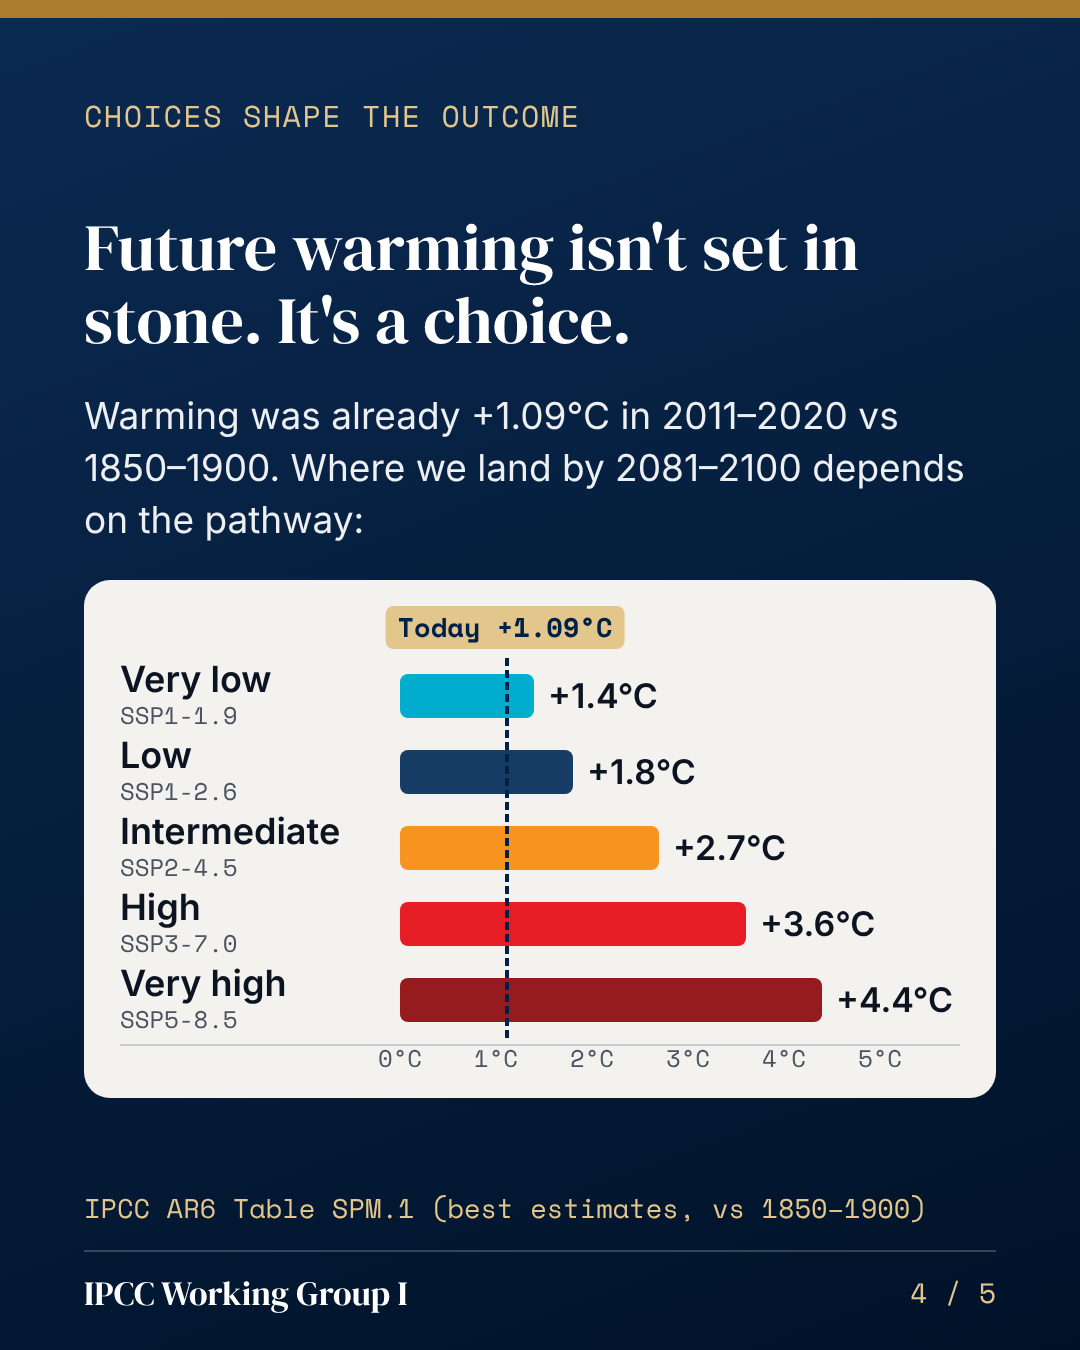 CHOICES SHAPE THE OUTCOME
Future warming isn't set in
stone. It's a choice.
Warming was already +1.09°C in 2011–2020 vs
1850–1900. Where we land by 2081–2100 depends
on the pathway:
Today +1.09°C
Very low
SSP1-1.9
+1.4°C
Low
SSP1-2.6
+1.8°C
Intermediate
SSP2-4.5
+2.7°C
High
SSP3-7.0
+3.6°C
Very high
SSP5-8.5
+4.4°C
0°C 1°C 2°C 3°C 4°C 5°C
IPCC AR6 Table SPM.1 (best estimates, vs 1850–1900)
IPCC Working Group I
4 / 5